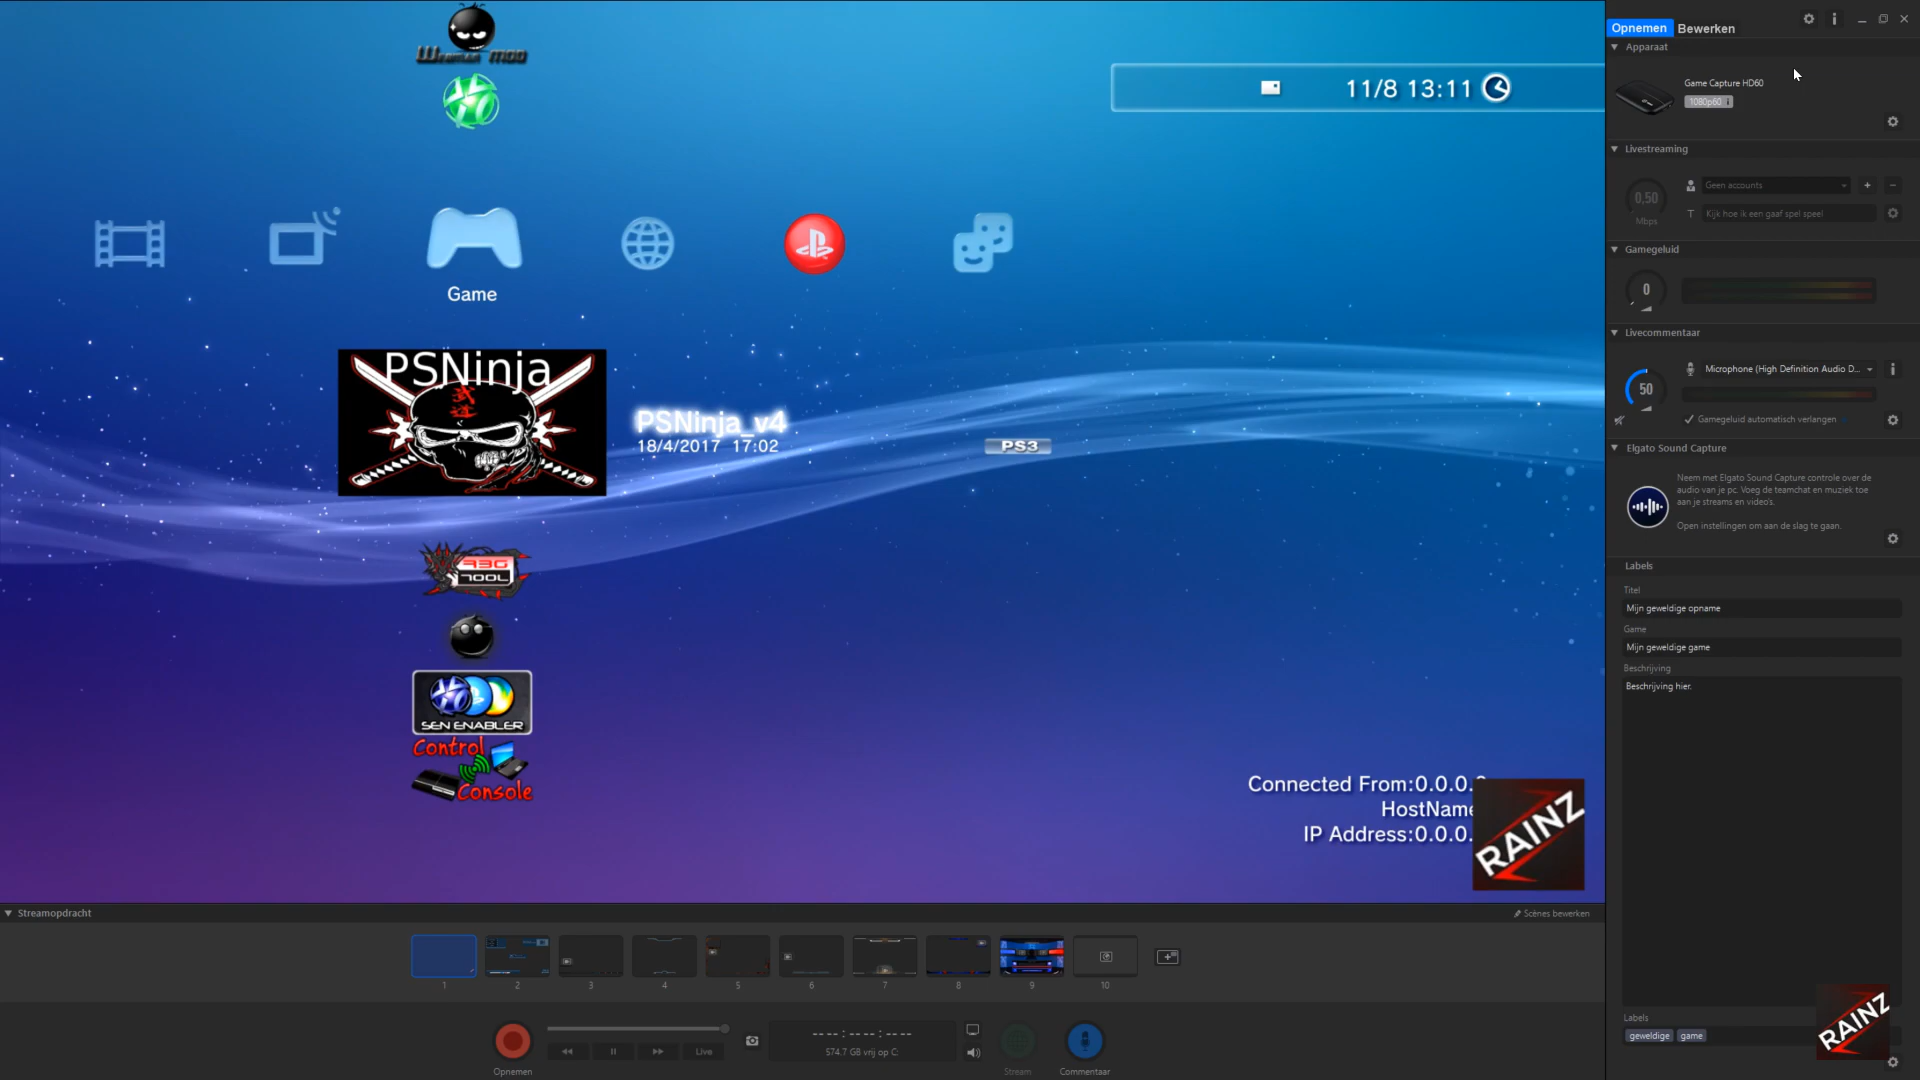 Webman MOD
11/8 13:11
Game
PSNinja
武
道
PSNinja_v4
18/4/2017 17:02
PS3
TOOL
SEN ENABLER
Control
Console
Connected From:0.0.0.
HostName
IP Address:0.0.0.
RAINZ
Opnemen
Bewerken
Apparaat
Game Capture HD60
1080p60 i
Livestreaming
0,50
Mbps
Geen accounts
T
Kijk hoe ik een gaaf spel speel
Gamegeluid
0
Livecommentaar
50
Microphone (High Definition Audio D...
Gamegeluid automatisch verlangen
Elgato Sound Capture
Neem met Elgato Sound Capture controle over de
audio van je pc. Voeg de teamchat en muziek toe
aan je streams en video's.
Open instellingen om aan de slag te gaan.
Labels
Titel
Mijn geweldige opname
Game
Mijn geweldige game
Beschrijving
Beschrijving hier.
Labels
geweldige
game
RAINZ
Streamopdracht
Scènes bewerken
1
2
3
4
5
6
7
8
9
10
Opnemen
Live
-- -- : -- -- : -- --
574.7 GB vrij op C:
Stream
Commentaar